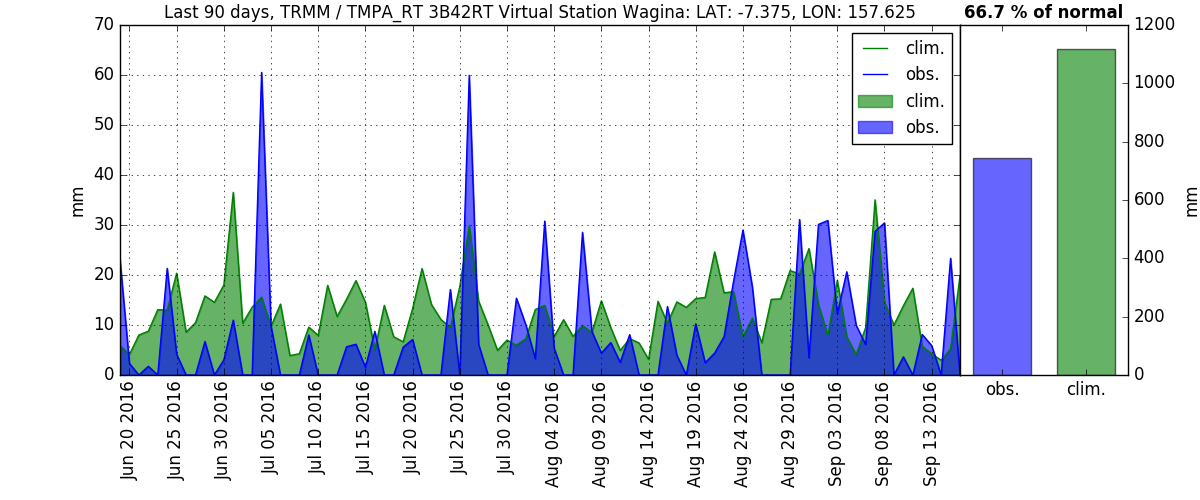 Last 90 days, TRMM / TMPA_RT 3B42RT Virtual Station Wagina: LAT: -7.375, LON: 157.625
66.7 % of normal
70
60
50
40
30
20
10
0
mm
clim.
obs.
clim.
obs.
1200
1000
800
600
400
200
0
mm
Jun 20 2016
Jun 25 2016
Jun 30 2016
Jul 05 2016
Jul 10 2016
Jul 15 2016
Jul 20 2016
Jul 25 2016
Jul 30 2016
Aug 04 2016
Aug 09 2016
Aug 14 2016
Aug 19 2016
Aug 24 2016
Aug 29 2016
Sep 03 2016
Sep 08 2016
Sep 13 2016
obs.
clim.